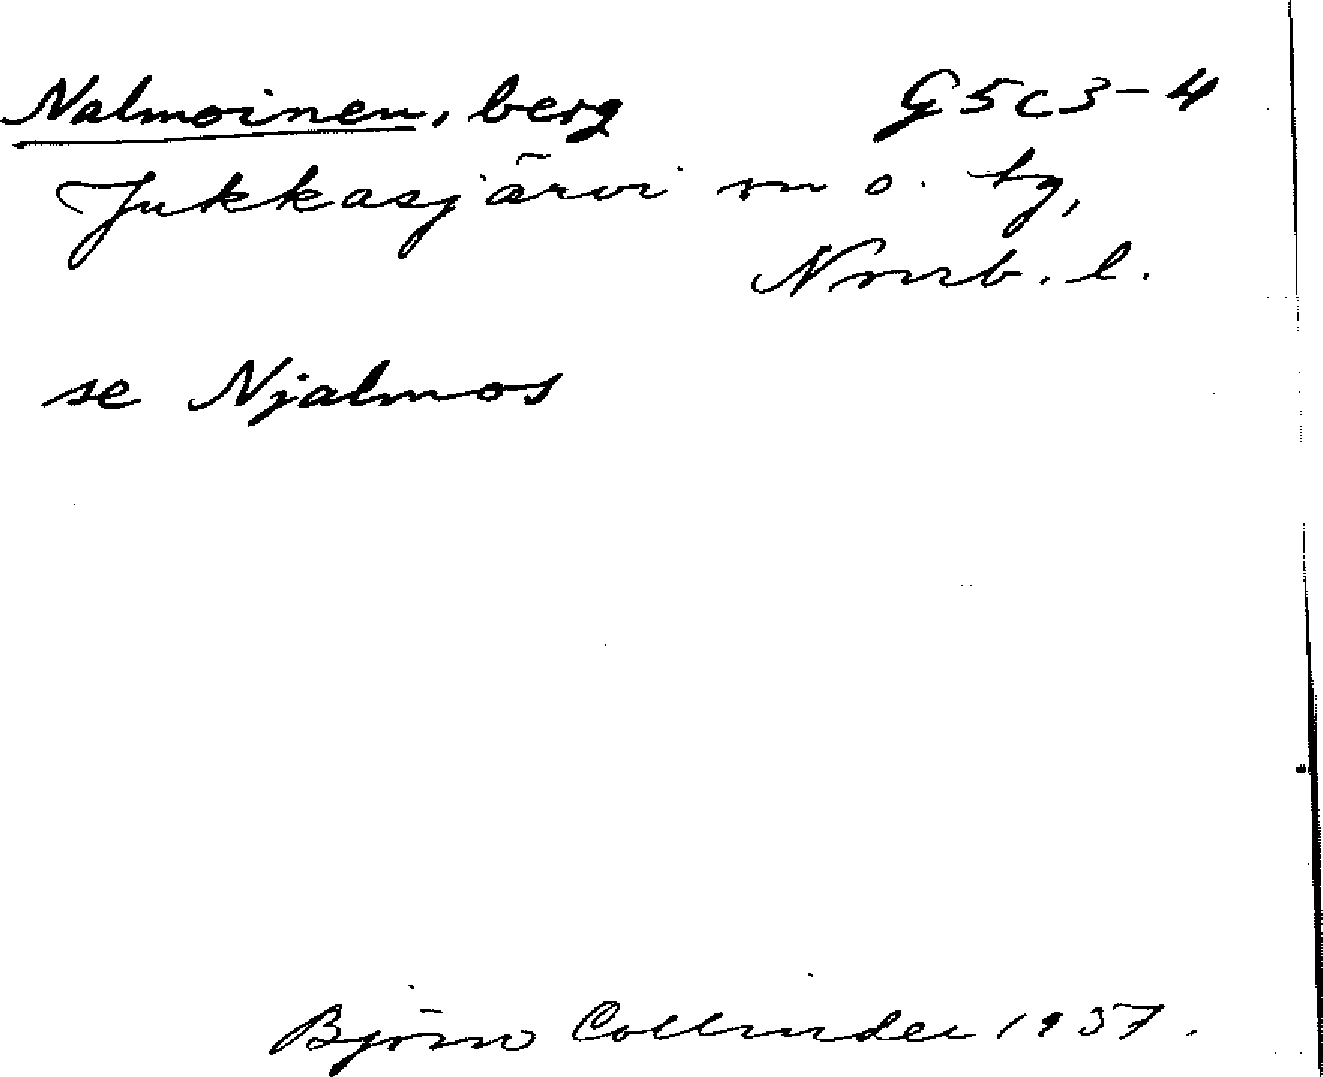 Nalmoinen, berg G5c3-4
Jukkasjärvi sn o. tg,
Norrb. l.
se Njalmos
Björn Collinder 1937.